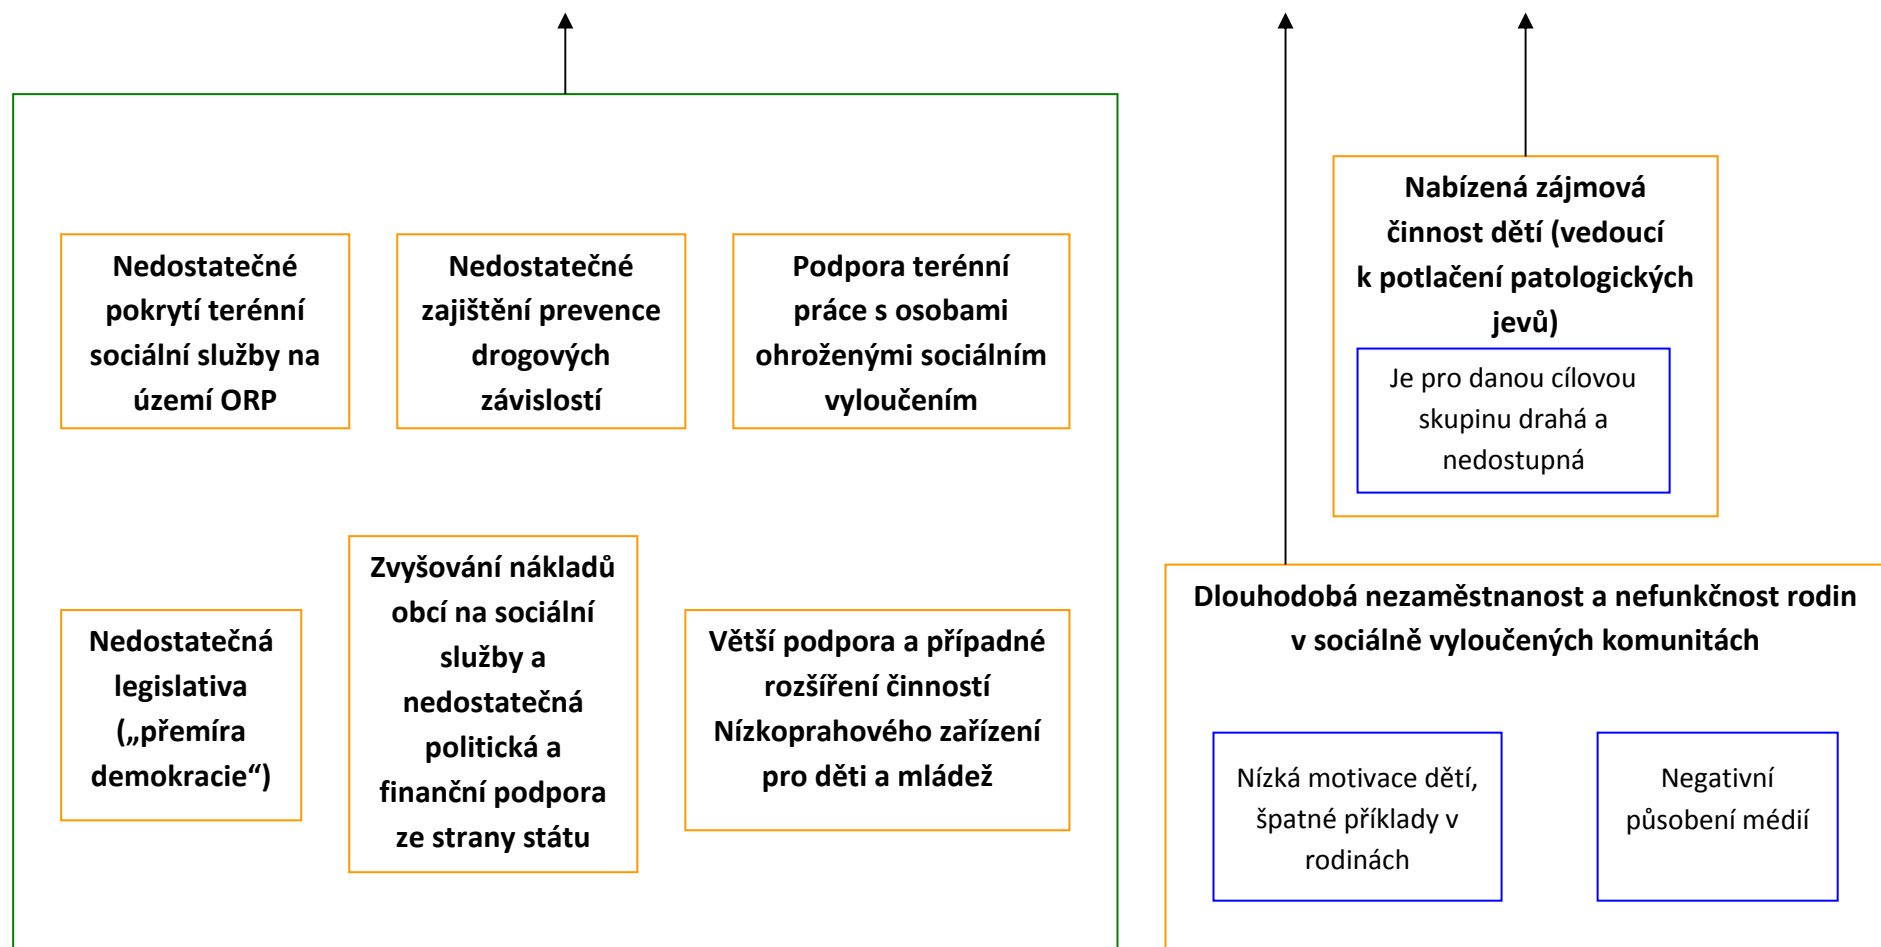 Nedostatečné
pokrytí terénní
sociální služby na
území ORP
Nedostatečné
zajištění prevence
drogových
závislostí
Podpora terénní
práce s osobami
ohroženými sociálním
vyloučením
Nabízená zájmová
činnost dětí (vedoucí
k potlačení patologických
jevů)
Je pro danou cílovou
skupinu drahá a
nedostupná
Nedostatečná
legislativa
(„přemíra
demokracie“)
Zvyšování nákladů
obcí na sociální
služby a
nedostatečná
politická a
finanční podpora
ze strany státu
Větší podpora a případné
rozšíření činností
Nízkoprahového zařízení
pro děti a mládež
Dlouhodobá nezaměstnanost a nefunkčnost rodin
v sociálně vyloučených komunitách
Nízká motivace dětí,
špatné příklady v
rodinách
Negativní
působení médií